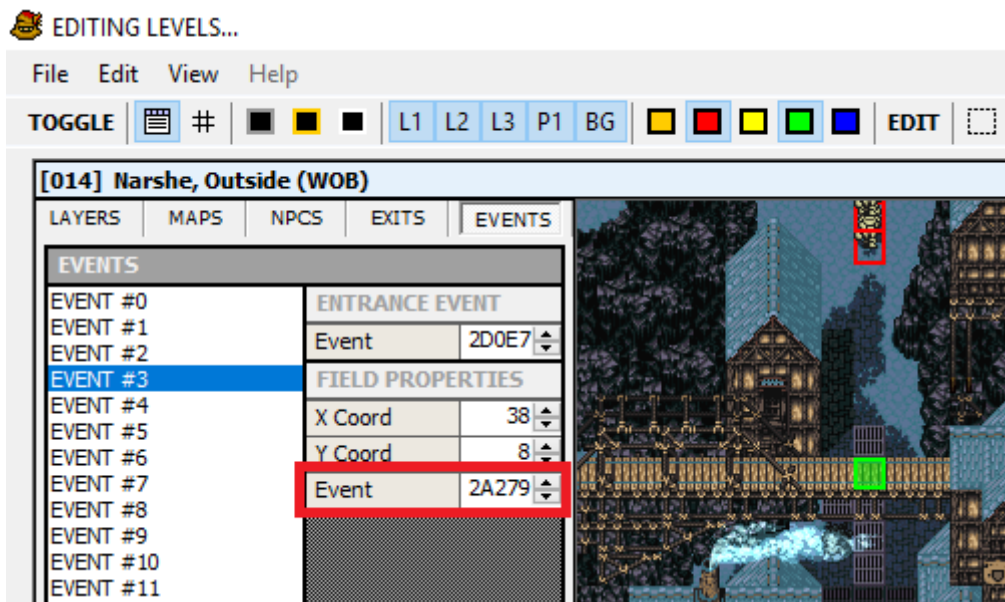 EDITING LEVELS...
File Edit View Help
TOGGLE L1 L2 L3 P1 BG EDIT
[014] Narshe, Outside (WOB)
LAYERS MAPS NPCS EXITS EVENTS
EVENTS
EVENT #0
EVENT #1
EVENT #2
EVENT #3
EVENT #4
EVENT #5
EVENT #6
EVENT #7
EVENT #8
EVENT #9
EVENT #10
EVENT #11
ENTRANCE EVENT
Event 2D0E7
FIELD PROPERTIES
X Coord 38
Y Coord 8
Event 2A279